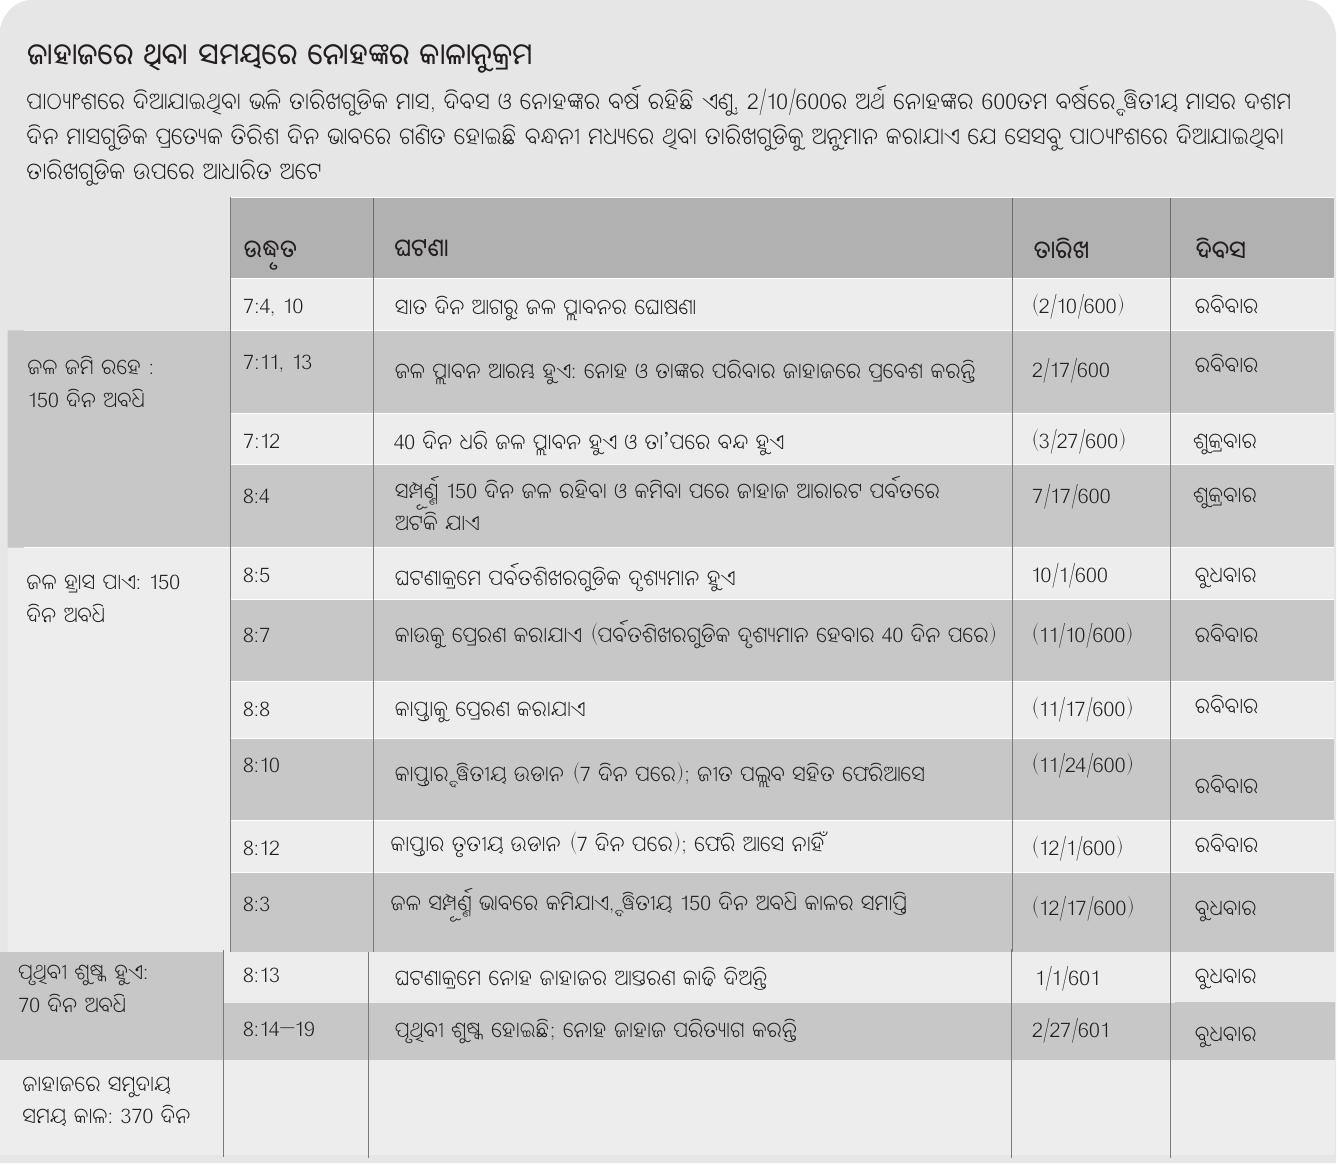 ଜାହାଜରେ ଥିବା ସମୟରେ ନୋହଙ୍କର କାଳାନୁକ୍ରମ
ପାଠ୍ୟାଂଶରେ ଦିଆଯାଇଥିବା ଭଳି ତାରିଖଗୁଡିକ ମାସ, ଦିବସ ଓ ନୋହଙ୍କର ବର୍ଷ ରହିଛି ଏଣୁ, 2/10/600ର ଅର୍ଥ ନୋହଙ୍କର 600ତମ ବର୍ଷରେ ଦ୍ୱିତୀୟ ମାସର ଦଶମ
ଦିନ ମାସଗୁଡିକ ପ୍ରତ୍ୟେକ ତିରିଶ ଦିନ ଭାବରେ ଗଣିତ ହୋଇଛି ବନ୍ଧନୀ ମଧ୍ୟରେ ଥିବା ତାରିଖଗୁଡିକୁ ଅନୁମାନ କରାଯାଏ ଯେ ସେସବୁ ପାଠ୍ୟାଂଶରେ ଦିଆଯାଇଥିବା
ତାରିଖଗୁଡିକ ଉପରେ ଆଧାରିତ ଅଟେ
ଉଦ୍ଧୃତ ଘଟଣା ତାରିଖ ଦିବସ
7:4, 10 ସାତ ଦିନ ଆଗରୁ ଜଳ ପ୍ଲାବନର ଘୋଷଣା (2/10/600) ରବିବାର
ଜଳ ଜମି ରହେ :
150 ଦିନ ଅବଧି
7:11, 13 ଜଳ ପ୍ଲାବନ ଆରମ୍ଭ ହୁଏ: ନୋହ ଓ ତାଙ୍କର ପରିବାର ଜାହାଜରେ ପ୍ରବେଶ କରନ୍ତି 2/17/600 ରବିବାର
7:12 40 ଦିନ ଧରି ଜଳ ପ୍ଲାବନ ହୁଏ ଓ ତା'ପରେ ବନ୍ଦ ହୁଏ (3/27/600) ଶୁକ୍ରବାର
8:4 ସମ୍ପୂର୍ଣ୍ଣ 150 ଦିନ ଜଳ ରହିବା ଓ କମିବା ପରେ ଜାହାଜ ଆରାରଟ ପର୍ବତରେ
ଅଟକି ଯାଏ 7/17/600 ଶୁକ୍ରବାର
ଜଳ ହ୍ରାସ ପାଏ: 150
ଦିନ ଅବଧି
8:5 ଘଟଣାକ୍ରମେ ପର୍ବତଶିଖରଗୁଡିକ ଦୃଶ୍ୟମାନ ହୁଏ 10/1/600 ବୁଧବାର
8:7 କାଉକୁ ପ୍ରେରଣ କରାଯାଏ (ପର୍ବତଶିଖରଗୁଡିକ ଦୃଶ୍ୟମାନ ହେବାର 40 ଦିନ ପରେ) (11/10/600) ରବିବାର
8:8 କାପ୍ତାକୁ ପ୍ରେରଣ କରାଯାଏ (11/17/600) ରବିବାର
8:10 କାପ୍ତାର ଦ୍ୱିତୀୟ ଉଡାନ (7 ଦିନ ପରେ); ଜୀତ ପଲ୍ଲବ ସହିତ ଫେରିଆସେ (11/24/600) ରବିବାର
8:12 କାପ୍ତାର ତୃତୀୟ ଉଡାନ (7 ଦିନ ପରେ); ଫେରି ଆସେ ନାହିଁ (12/1/600) ରବିବାର
8:3 ଜଳ ସମ୍ପୂର୍ଣ୍ଣ ଭାବରେ କମିଯାଏ, ଦ୍ୱିତୀୟ 150 ଦିନ ଅବଧି କାଳର ସମାପ୍ତି (12/17/600) ବୁଧବାର
ପୃଥିବୀ ଶୁଷ୍କ ହୁଏ:
70 ଦିନ ଅବଧି
8:13 ଘଟଣାକ୍ରମେ ନୋହ ଜାହାଜର ଆସ୍ତରଣ କାଢି ଦିଅନ୍ତି 1/1/601 ବୁଧବାର
8:14–19 ପୃଥିବୀ ଶୁଷ୍କ ହୋଇଛି; ନୋହ ଜାହାଜ ପରିତ୍ୟାଗ କରନ୍ତି 2/27/601 ବୁଧବାର
ଜାହାଜରେ ସମୁଦାୟ
ସମୟ କାଳ: 370 ଦିନ